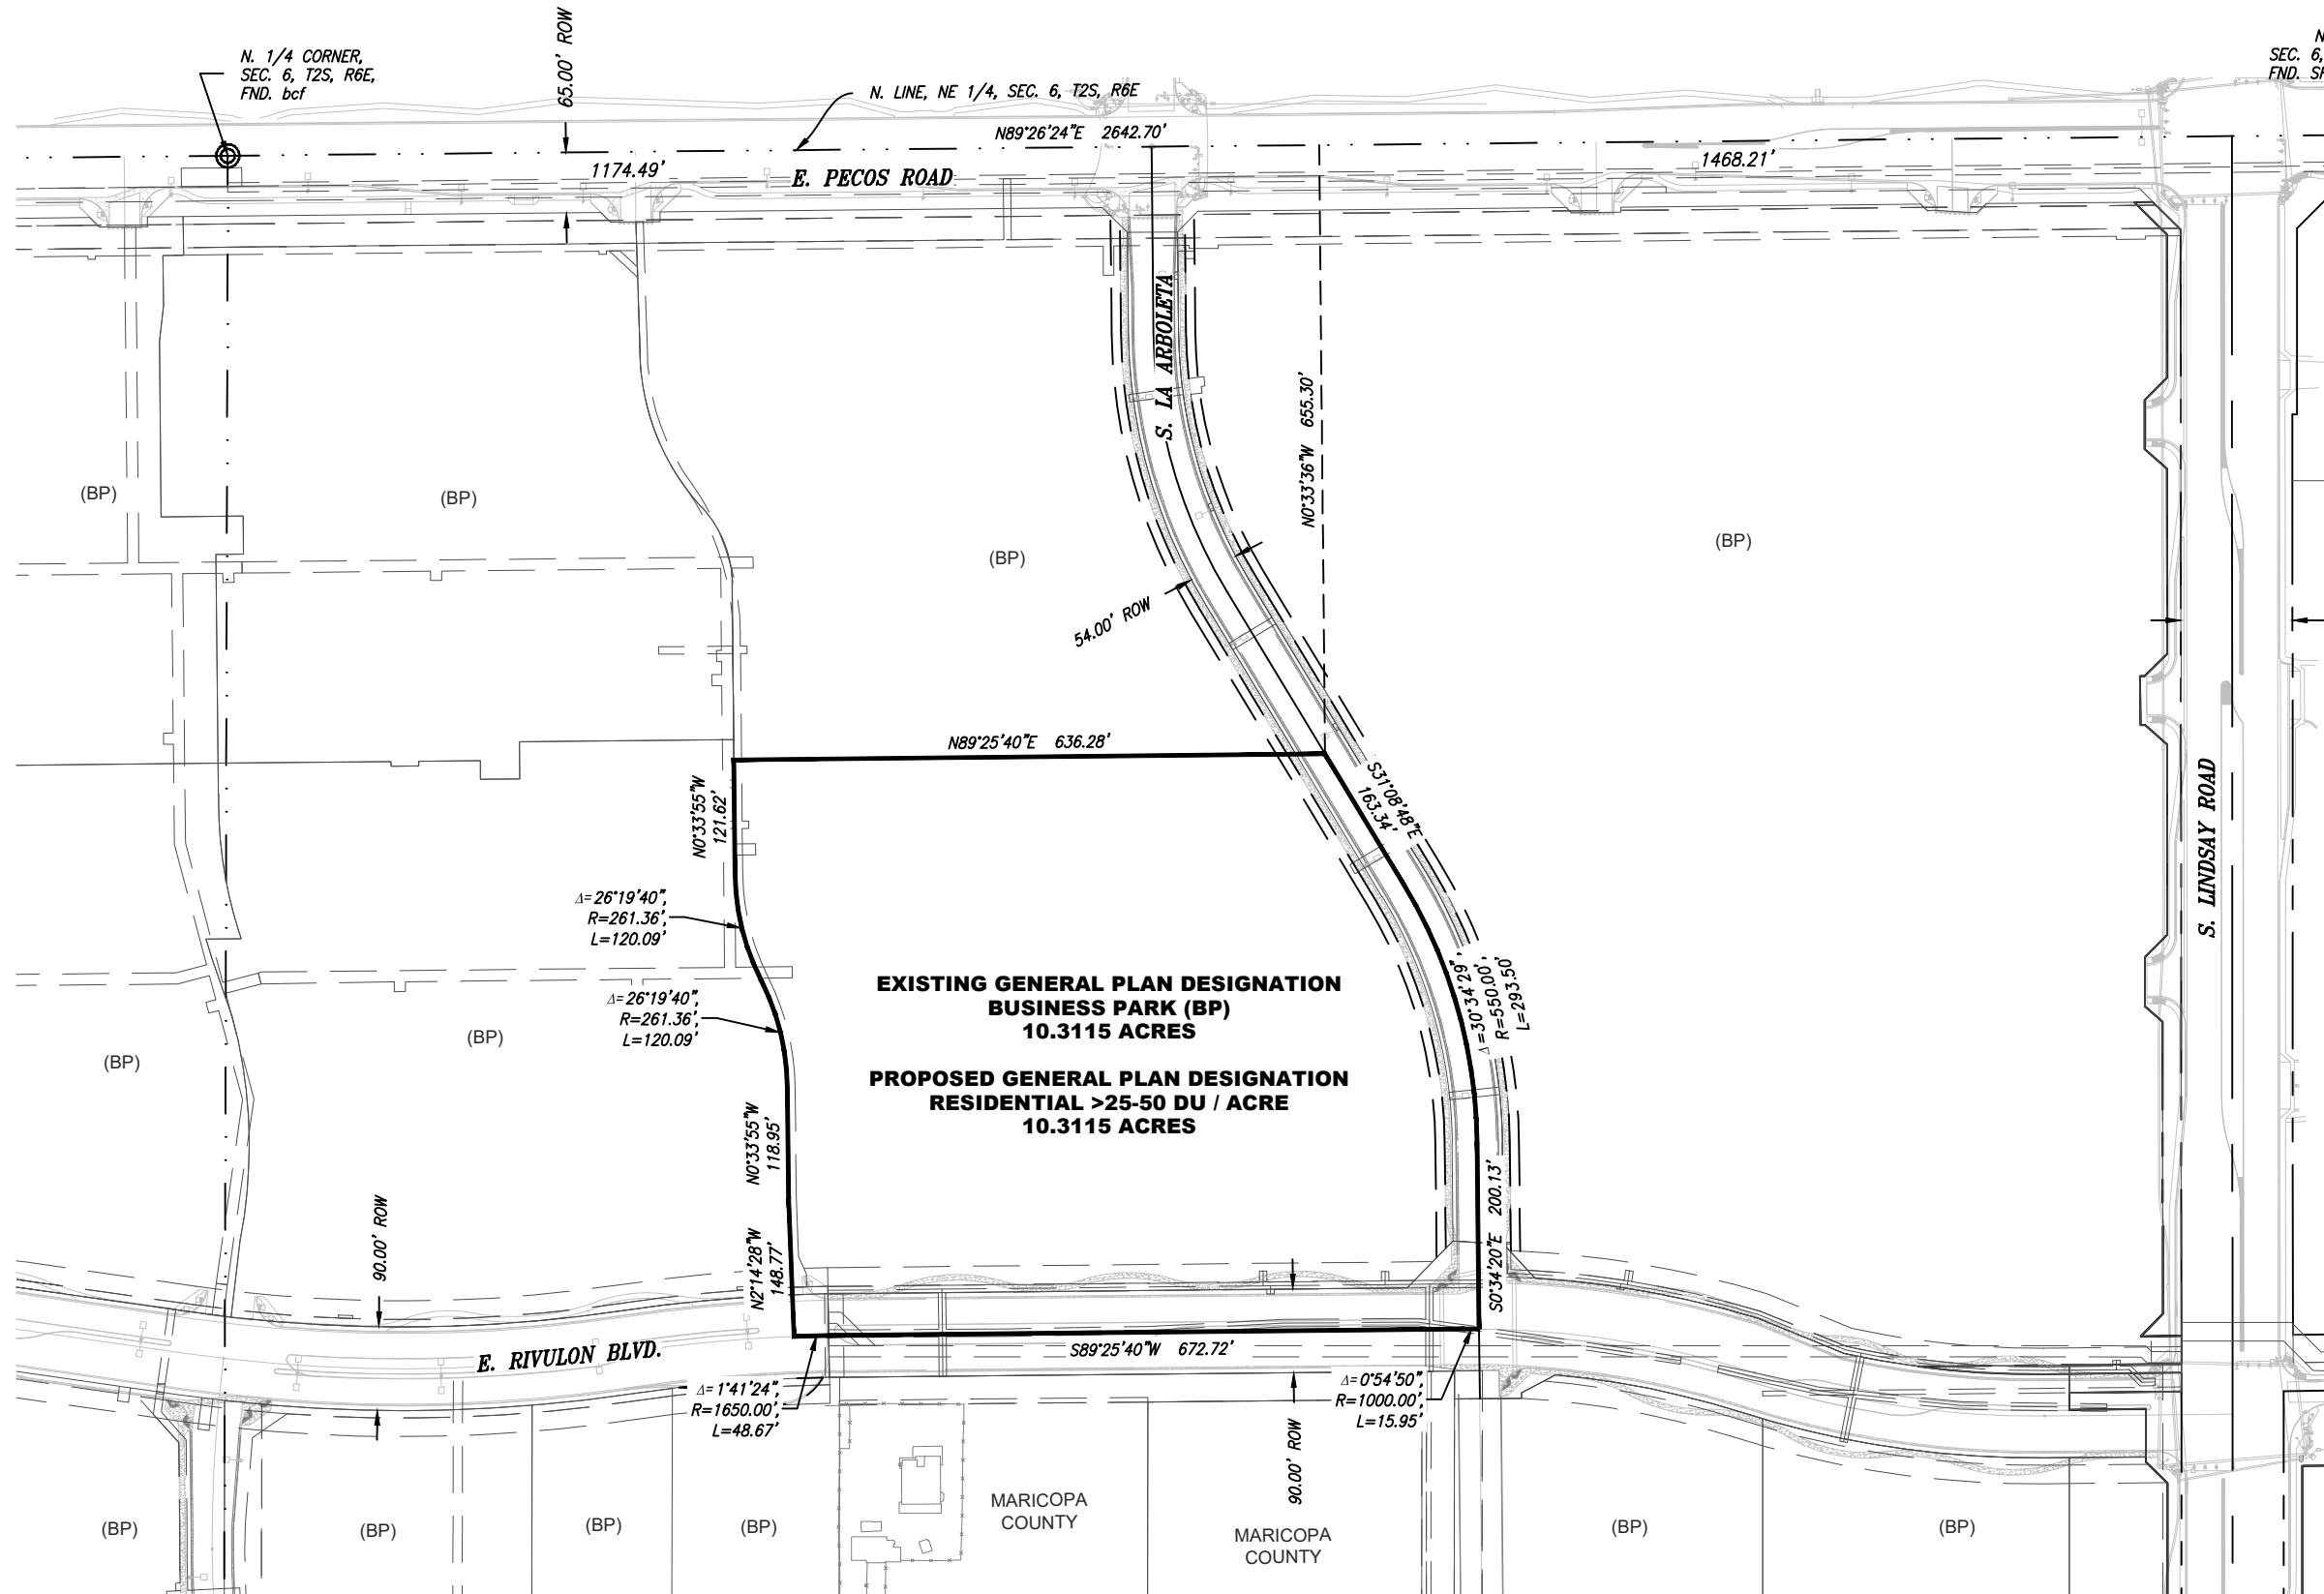 N. 1/4 CORNER,
SEC. 6, T2S, R6E,
FND. bcf
65.00' ROW
N. LINE, NE 1/4, SEC. 6, T2S, R6E
N89°26'24"E 2642.70'
1174.49'
E. PECOS ROAD
1468.21'
SEC. 6,
S. LA ARBOLETA
N0°33'36"W 655.30'
54.00' ROW
(BP)
(BP)
(BP)
(BP)
N89°25'40"E 636.28'
N0°33'55"W
121.62'
S31°08'48"E
163.34'
S. LINDSAY ROAD
Δ=26°19'40",
R=261.36',
L=120.09'
Δ=26°19'40",
R=261.36',
L=120.09'
EXISTING GENERAL PLAN DESIGNATION
BUSINESS PARK (BP)
10.3115 ACRES
PROPOSED GENERAL PLAN DESIGNATION
RESIDENTIAL >25-50 DU / ACRE
10.3115 ACRES
Δ=30°34'29",
R=550.00',
L=293.50'
(BP)
(BP)
N0°33'55"W
118.95'
S0°34'20"E 200.13'
90.00' ROW
N2°14'28"W
148.77'
E. RIVULON BLVD.
S89°25'40"W 672.72'
Δ=1°41'24",
R=1650.00',
L=48.67'
Δ=0°54'50",
R=1000.00',
L=15.95'
90.00' ROW
(BP)
(BP)
(BP)
(BP)
MARICOPA
COUNTY
MARICOPA
COUNTY
(BP)
(BP)